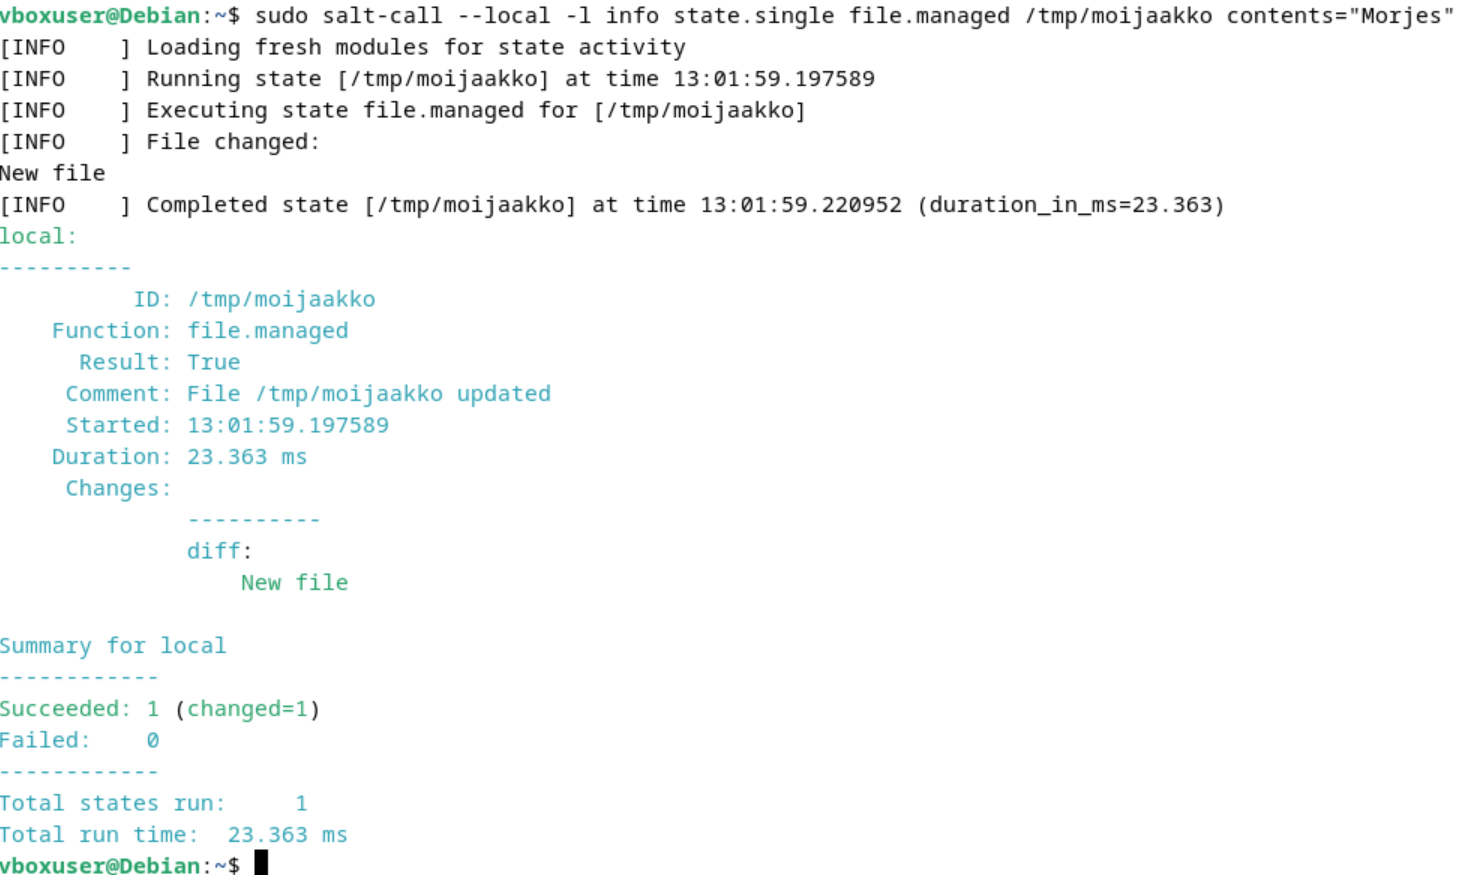 vboxuser@Debian:~$ sudo salt-call --local -l info state.single file.managed /tmp/moijaakko contents="Morjes"
[INFO    ] Loading fresh modules for state activity
[INFO    ] Running state [/tmp/moijaakko] at time 13:01:59.197589
[INFO    ] Executing state file.managed for [/tmp/moijaakko]
[INFO    ] File changed:
New file
[INFO    ] Completed state [/tmp/moijaakko] at time 13:01:59.220952 (duration_in_ms=23.363)
local:
----------
          ID: /tmp/moijaakko
    Function: file.managed
      Result: True
     Comment: File /tmp/moijaakko updated
     Started: 13:01:59.197589
    Duration: 23.363 ms
     Changes:
              ----------
              diff:
                  New file

Summary for local
------------
Succeeded: 1 (changed=1)
Failed:    0
------------
Total states run:     1
Total run time:  23.363 ms
vboxuser@Debian:~$